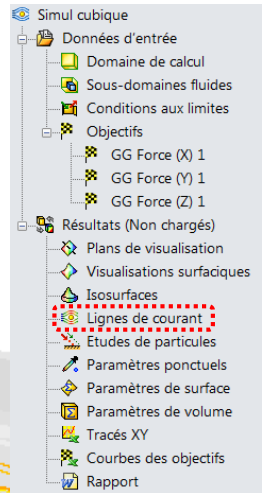 Simul cubique
Données d'entrée
Domaine de calcul
Sous-domaines fluides
Conditions aux limites
Objectifs
GG Force (X) 1
GG Force (Y) 1
GG Force (Z) 1
Résultats (Non chargés)
Plans de visualisation
Visualisations surfaciques
Isosurfaces
Lignes de courant
Etudes de particules
Paramètres ponctuels
Paramètres de surface
Paramètres de volume
Tracés XY
Courbes des objectifs
Rapport